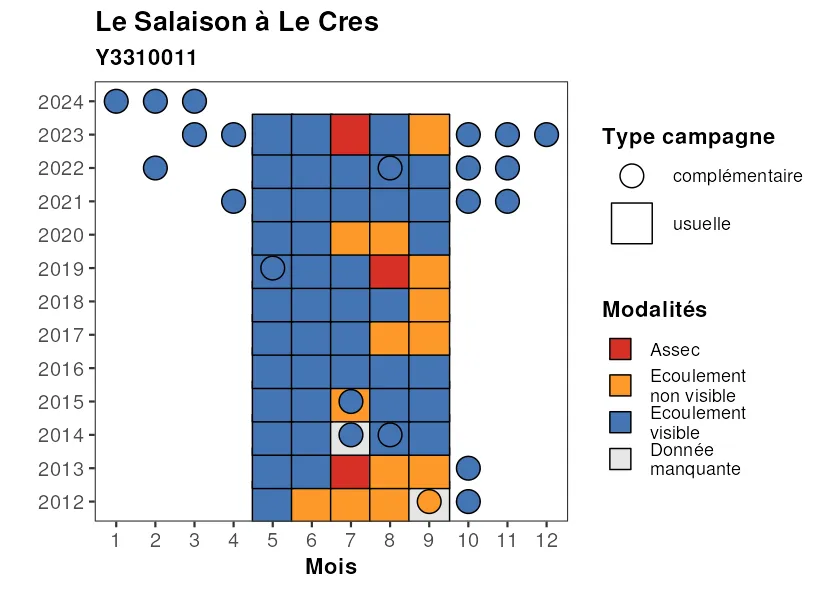 Le Salaison à Le Cres
Y3310011
2024
2023
2022
2021
2020
2019
2018
2017
2016
2015
2014
2013
2012
1 2 3 4 5 6 7 8 9 10 11 12
Mois
Type campagne
complémentaire
usuelle
Modalités
Assec
Ecoulement
non visible
Ecoulement
visible
Donnée
manquante